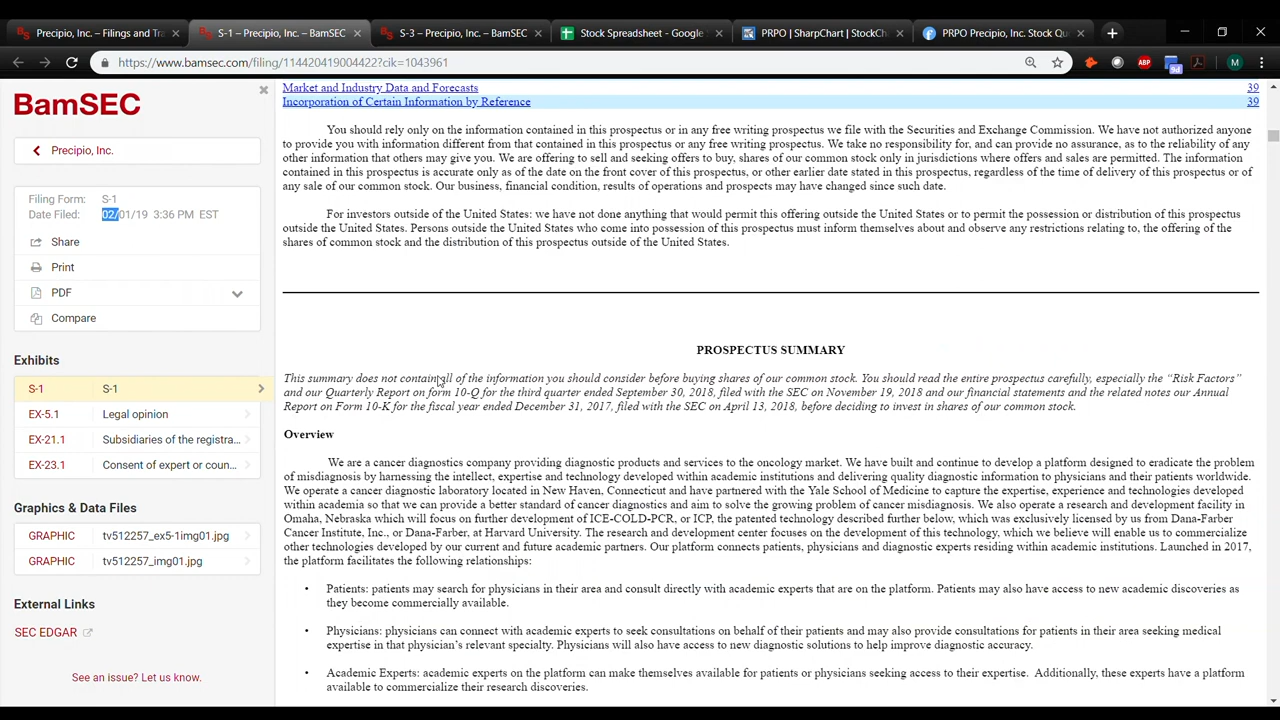 Precipio, Inc. – Filings and Tra
S-1 – Precipio, Inc. – BamSEC
S-3 – Precipio, Inc. – BamSEC
Stock Spreadsheet - Google
PRPO | SharpChart | StockCh
PRPO Precipio, Inc. Stock Qu
https://www.bamsec.com/filing/114420419004422?cik=1043961
ABP
9d
M
BamSEC
Precipio, Inc.
Filing Form: S-1
Date Filed: 02/01/19 3:36 PM EST
Share
Print
PDF
Compare
Exhibits
S-1 S-1
EX-5.1 Legal opinion
EX-21.1 Subsidiaries of the registra...
EX-23.1 Consent of expert or coun...
Graphics & Data Files
GRAPHIC tv512257_ex5-1img01.jpg
GRAPHIC tv512257_img01.jpg
External Links
SEC EDGAR
See an issue? Let us know.
Market and Industry Data and Forecasts 39
Incorporation of Certain Information by Reference 39
You should rely only on the information contained in this prospectus or in any free writing prospectus we file with the Securities and Exchange Commission. We have not authorized anyone
to provide you with information different from that contained in this prospectus or any free writing prospectus. We take no responsibility for, and can provide no assurance, as to the reliability of
any other information that others may give you. We are offering to sell and seeking offers to buy, shares of our common stock only in jurisdictions where offers and sales are permitted. The information
contained in this prospectus is accurate only as of the date on the front cover of this prospectus, or other earlier date stated in this prospectus, regardless of the time of delivery of this prospectus or of
any sale of our common stock. Our business, financial condition, results of operations and prospects may have changed since such date.
For investors outside of the United States: we have not done anything that would permit this offering outside the United States or to permit the possession or distribution of this prospectus
outside the United States. Persons outside the United States who come into possession of this prospectus must inform themselves about and observe any restrictions relating to, the offering of the
shares of common stock and the distribution of this prospectus outside of the United States.
PROSPECTUS SUMMARY
This summary does not contain all of the information you should consider before buying shares of our common stock. You should read the entire prospectus carefully, especially the “Risk Factors”
and our Quarterly Report on form 10-Q for the third quarter ended September 30, 2018, filed with the SEC on November 19, 2018 and our financial statements and the related notes our Annual
Report on Form 10-K for the fiscal year ended December 31, 2017, filed with the SEC on April 13, 2018, before deciding to invest in shares of our common stock.
Overview
We are a cancer diagnostics company providing diagnostic products and services to the oncology market. We have built and continue to develop a platform designed to eradicate the problem
of misdiagnosis by harnessing the intellect, expertise and technology developed within academic institutions and delivering quality diagnostic information to physicians and their patients worldwide.
We operate a cancer diagnostic laboratory located in New Haven, Connecticut and have partnered with the Yale School of Medicine to capture the expertise, experience and technologies developed
within academia so that we can provide a better standard of cancer diagnostics and aim to solve the growing problem of cancer misdiagnosis. We also operate a research and development facility in
Omaha, Nebraska which will focus on further development of ICE-COLD-PCR, or ICP, the patented technology described further below, which was exclusively licensed by us from Dana-Farber
Cancer Institute, Inc., or Dana-Farber, at Harvard University. The research and development center focuses on the development of this technology, which we believe will enable us to commercialize
other technologies developed by our current and future academic partners. Our platform connects patients, physicians and diagnostic experts residing within academic institutions. Launched in 2017,
the platform facilitates the following relationships:
• Patients: patients may search for physicians in their area and consult directly with academic experts that are on the platform. Patients may also have access to new academic discoveries as
they become commercially available.
• Physicians: physicians can connect with academic experts to seek consultations on behalf of their patients and may also provide consultations for patients in their area seeking medical
expertise in that physician’s relevant specialty. Physicians will also have access to new diagnostic solutions to help improve diagnostic accuracy.
• Academic Experts: academic experts on the platform can make themselves available for patients or physicians seeking access to their expertise. Additionally, these experts have a platform
available to commercialize their research discoveries.